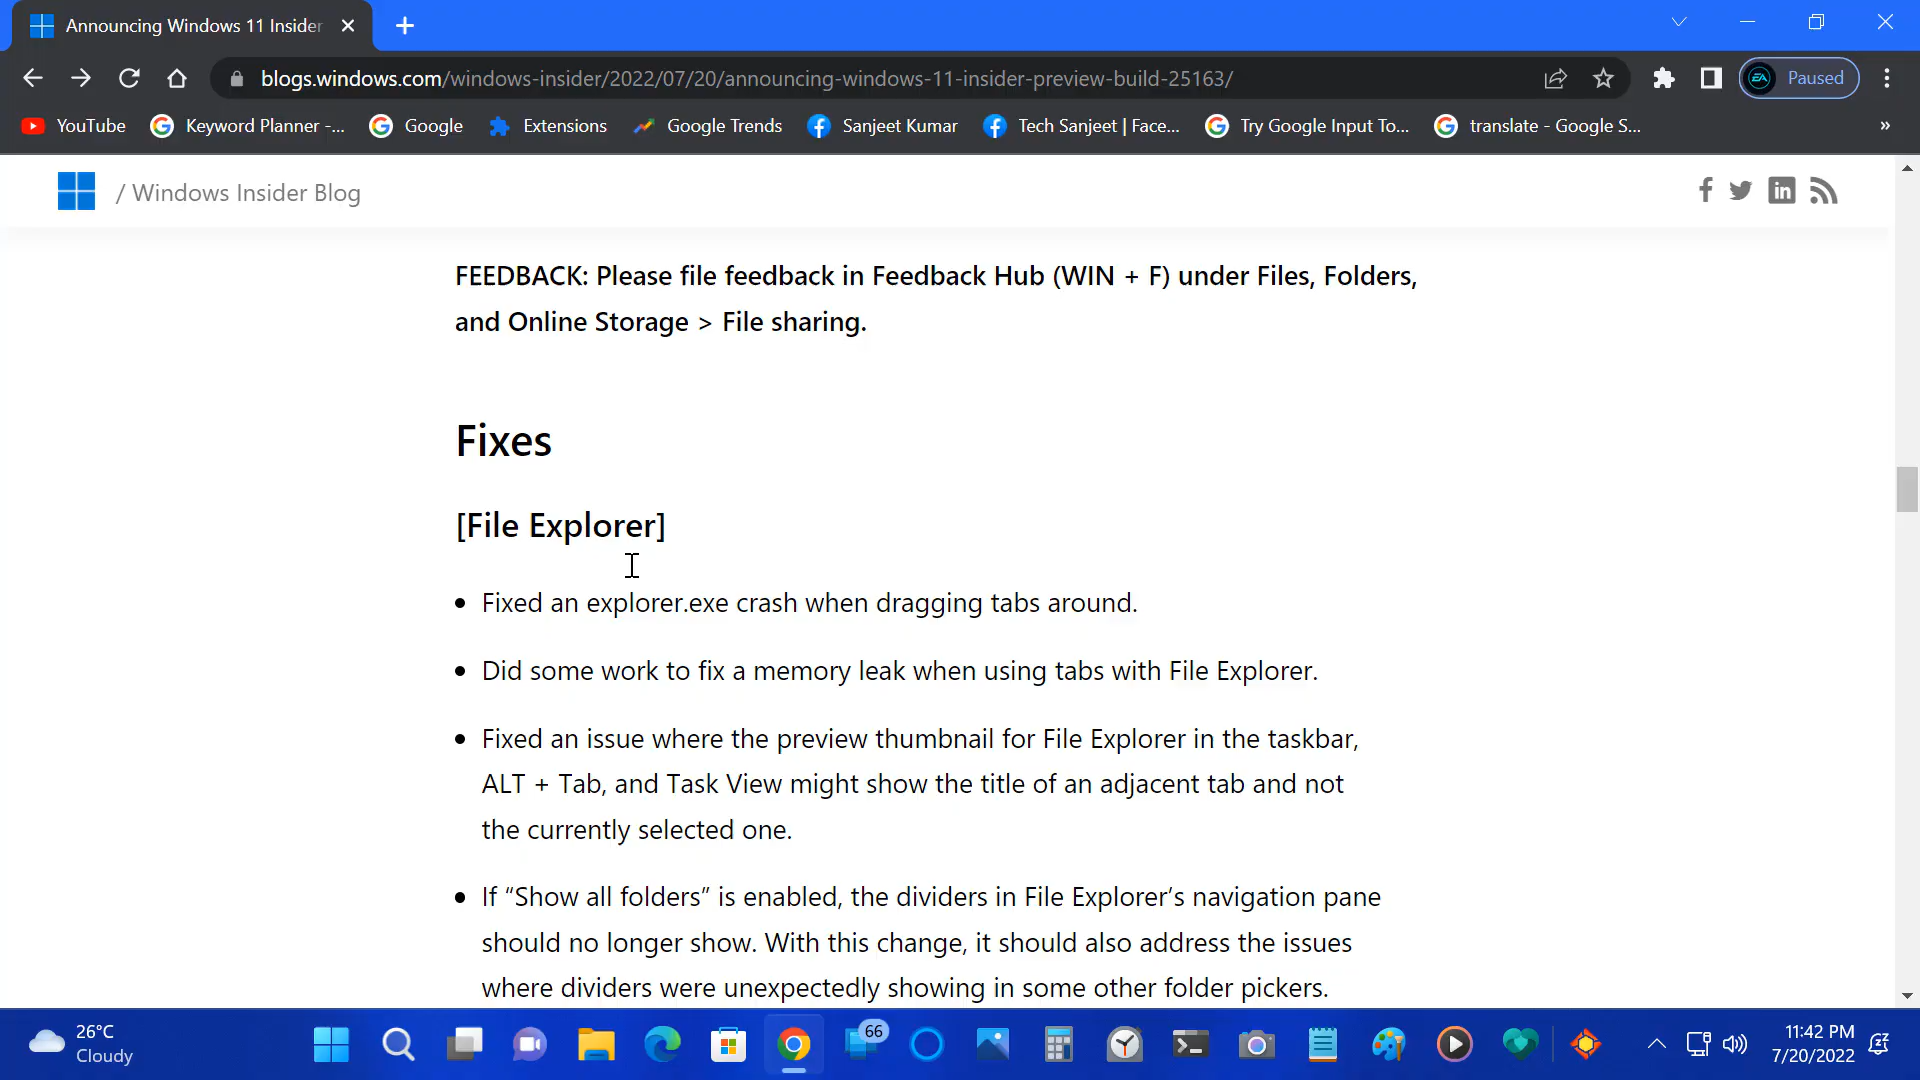 Announcing Windows 11 Insider
blogs.windows.com/windows-insider/2022/07/20/announcing-windows-11-insider-preview-build-25163/
EA
Paused
YouTube
Keyword Planner -...
Google
Extensions
Google Trends
Sanjeet Kumar
Tech Sanjeet | Face...
Try Google Input To...
translate - Google S...
»
/ Windows Insider Blog
FEEDBACK: Please file feedback in Feedback Hub (WIN + F) under Files, Folders,
and Online Storage > File sharing.
Fixes
[File Explorer]
• Fixed an explorer.exe crash when dragging tabs around.
• Did some work to fix a memory leak when using tabs with File Explorer.
• Fixed an issue where the preview thumbnail for File Explorer in the taskbar,
ALT + Tab, and Task View might show the title of an adjacent tab and not
the currently selected one.
• If “Show all folders” is enabled, the dividers in File Explorer’s navigation pane
should no longer show. With this change, it should also address the issues
where dividers were unexpectedly showing in some other folder pickers.
26°C
Cloudy
66
11:42 PM
7/20/2022